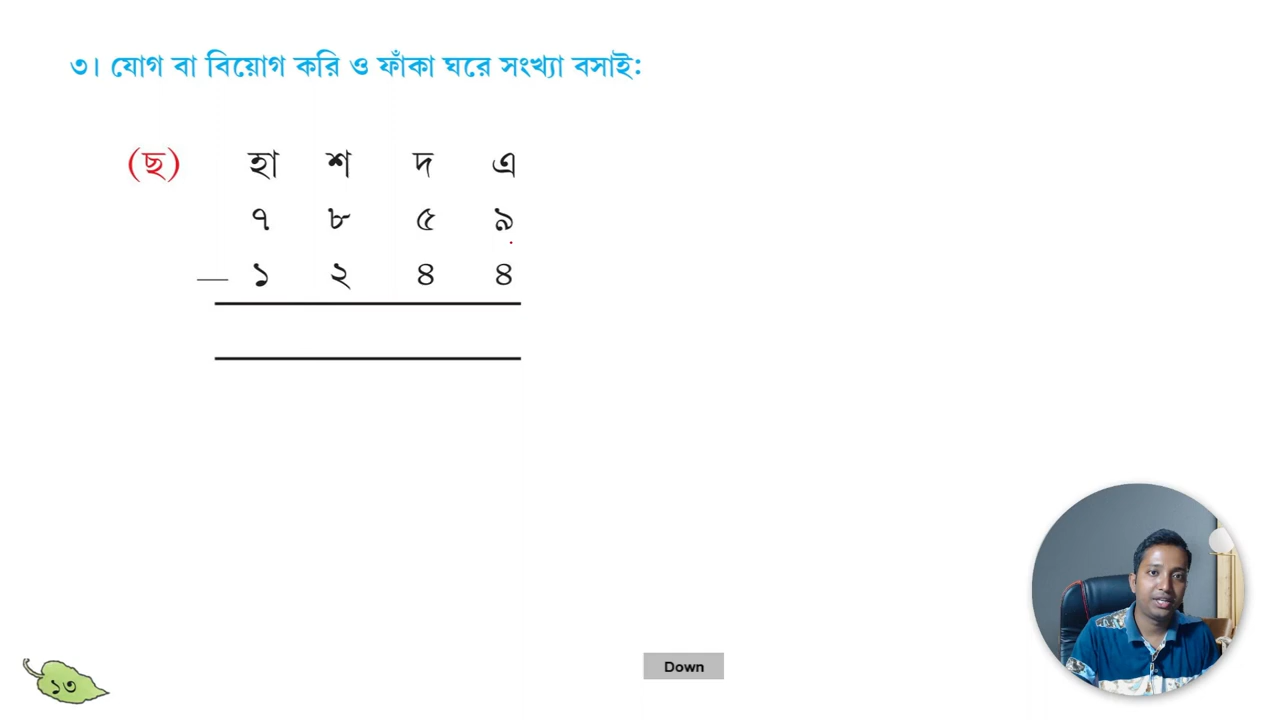 ৩। যোগ বা বিয়োগ করি ও ফাঁকা ঘরে সংখ্যা বসাই:
(ছ) হা শ দ এ
৭ ৮ ৫ ৯
— ১ ২ ৪ ৪
Down
১৩